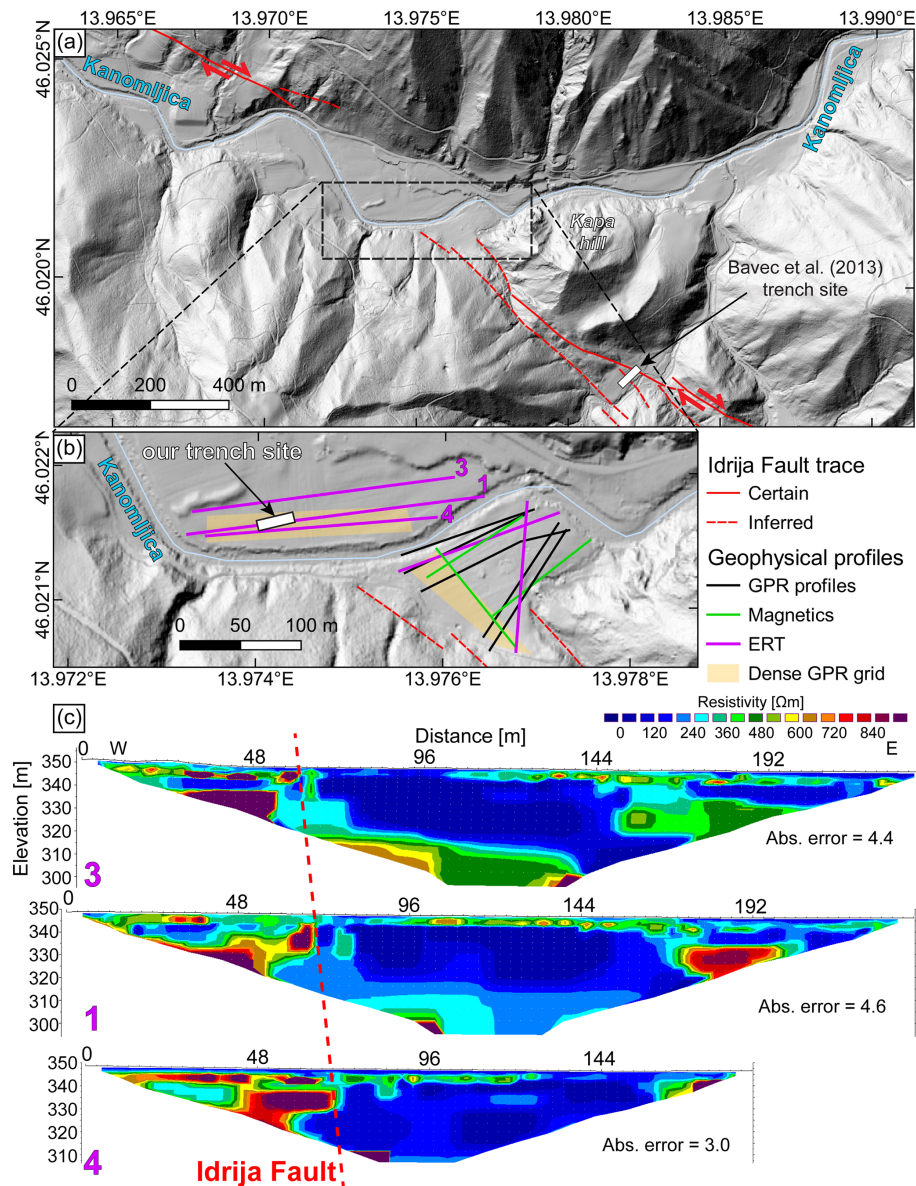 13.965°E 13.970°E 13.975°E 13.980°E 13.985°E 13.990°E
(a)
46.025°N
46.020°N
Kanomljica
Kanomljica
Kapa
hill
Bavec et al. (2013)
trench site
0 200 400 m
(b)
our trench site
46.022°N
46.021°N
Kanomljica
3
1
4
0 50 100 m
13.972°E 13.974°E 13.976°E 13.978°E
Idrija Fault trace
Certain
Inferred
Geophysical profiles
GPR profiles
Magnetics
ERT
Dense GPR grid
(c)
Resistivity [Ωm]
0 120 240 360 480 600 720 840
Distance [m]
0 W 48 96 144 192 E
Elevation [m]
350
340
330
320
310
300
Abs. error = 4.4
3
0 48 96 144 192
350
340
330
320
310
300
Abs. error = 4.6
1
0 48 96 144
350
340
330
320
310
Abs. error = 3.0
4
Idrija Fault